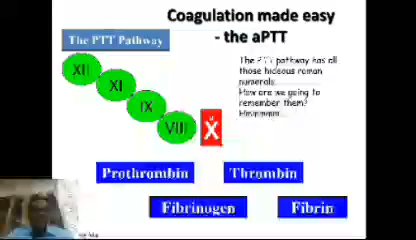 Coagulation made easy
- the aPTT
The PTT Pathway
The PTT pathway has all
those hideous roman
numerals...
How are we going to
remember them?
XII
XI
IX
VIII
X
Prothrombin
Thrombin
Fibrinogen
Fibrin